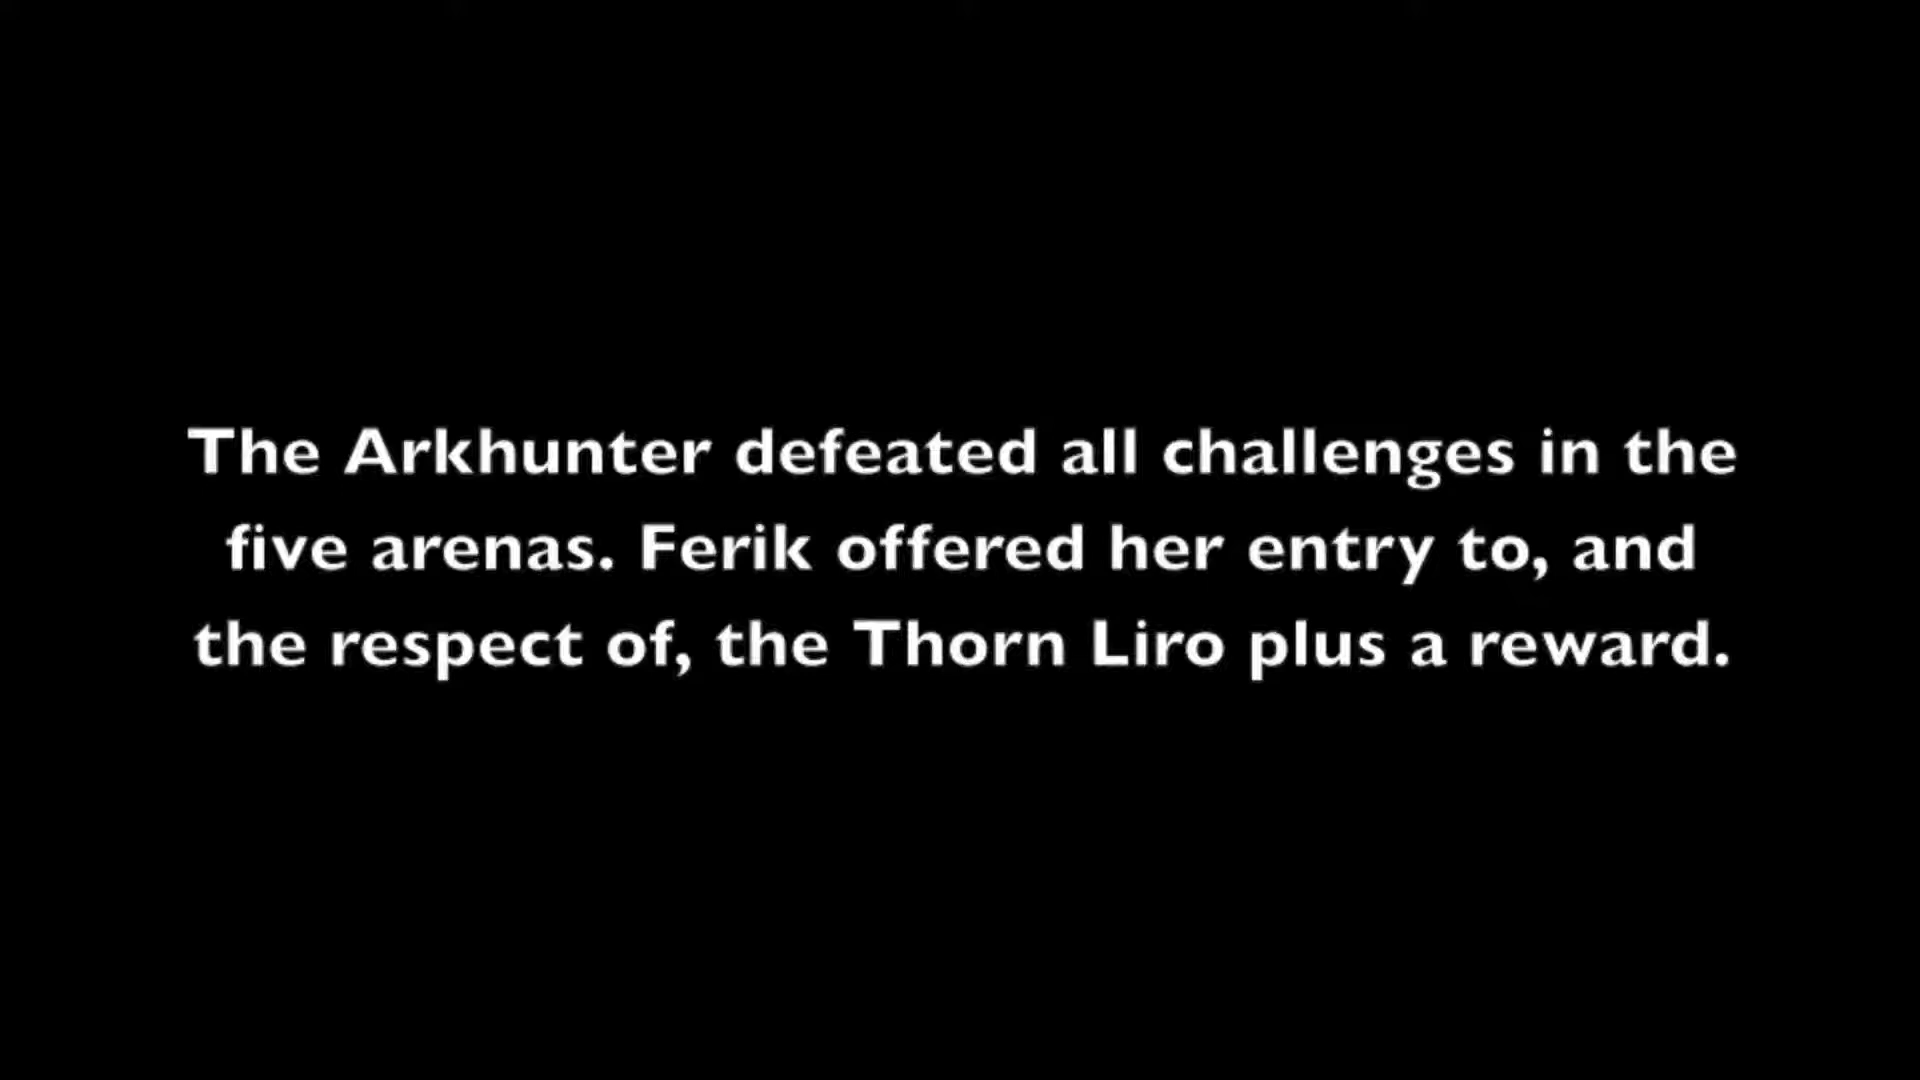 The Arkhunter defeated all challenges in the
five arenas. Ferik offered her entry to, and
the respect of, the Thorn Liro plus a reward.